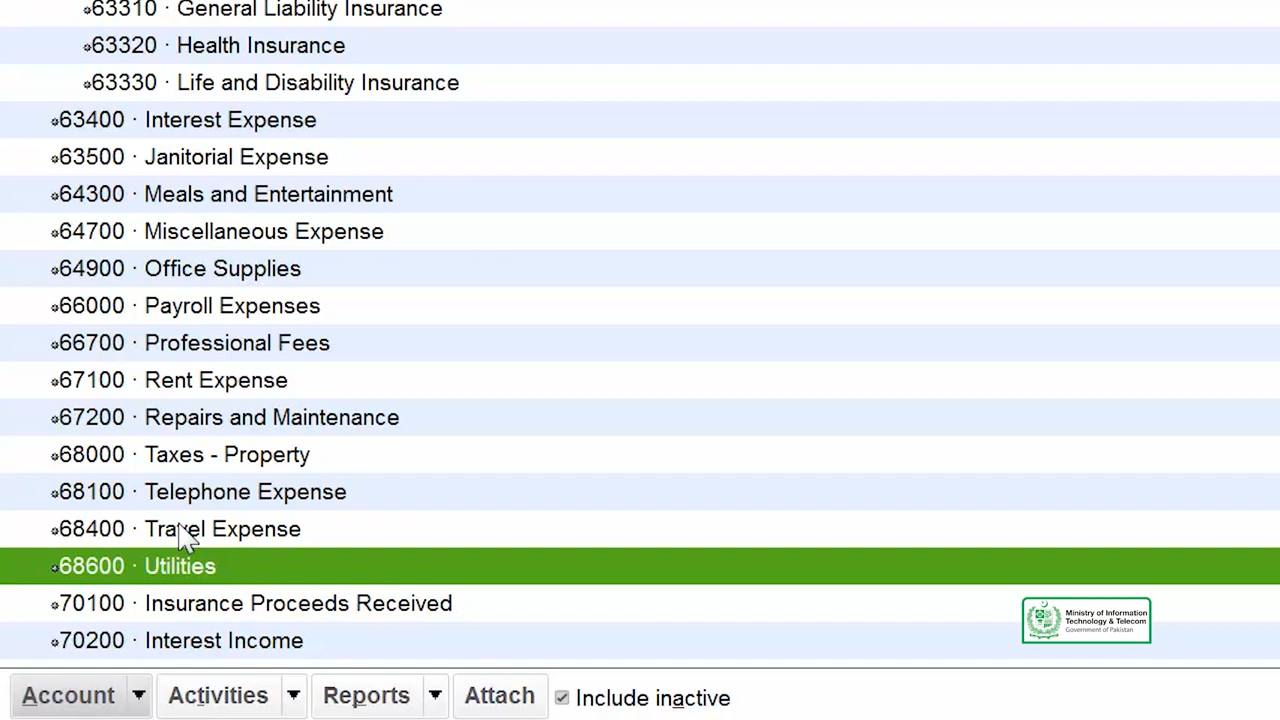 63310 · General Liability Insurance
63320 · Health Insurance
63330 · Life and Disability Insurance
63400 · Interest Expense
63500 · Janitorial Expense
64300 · Meals and Entertainment
64700 · Miscellaneous Expense
64900 · Office Supplies
66000 · Payroll Expenses
66700 · Professional Fees
67100 · Rent Expense
67200 · Repairs and Maintenance
68000 · Taxes - Property
68100 · Telephone Expense
68400 · Travel Expense
68600 · Utilities
70100 · Insurance Proceeds Received
70200 · Interest Income
Ministry of Information
Technology & Telecom
Government of Pakistan
Account Activities Reports Attach Include inactive